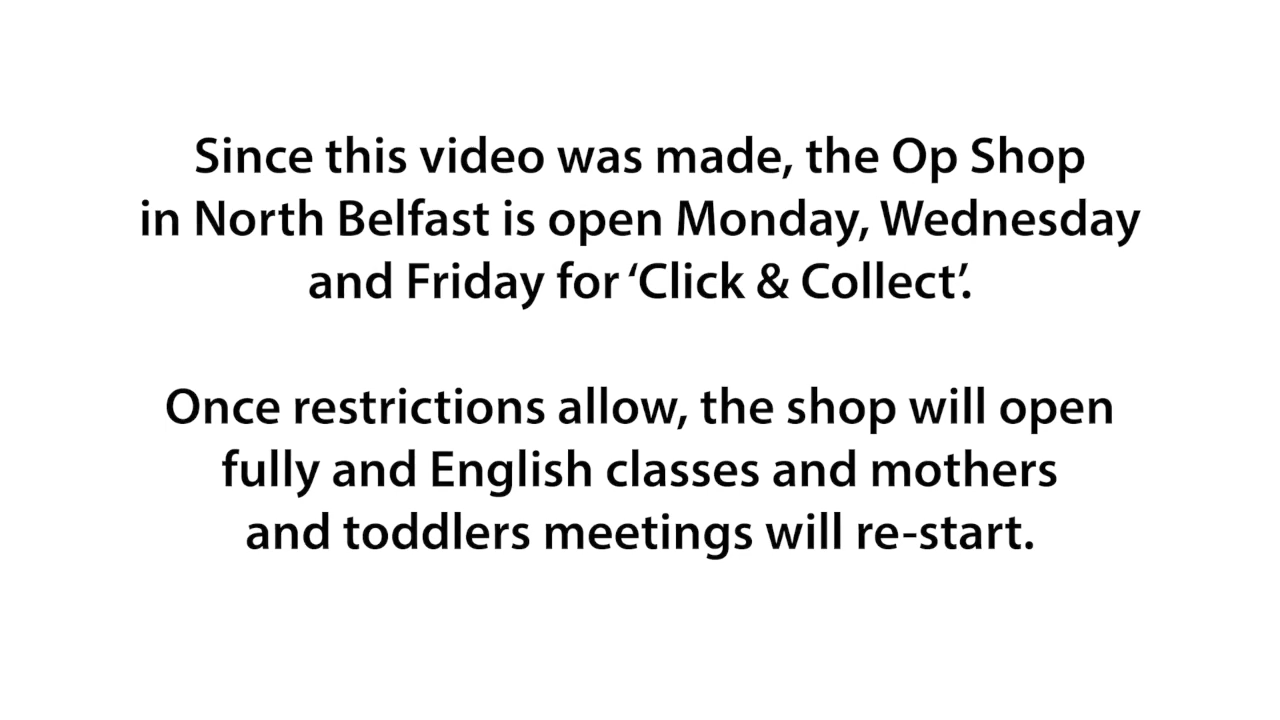 Since this video was made, the Op Shop
in North Belfast is open Monday, Wednesday
and Friday for ‘Click & Collect’.
Once restrictions allow, the shop will open
fully and English classes and mothers
and toddlers meetings will re-start.